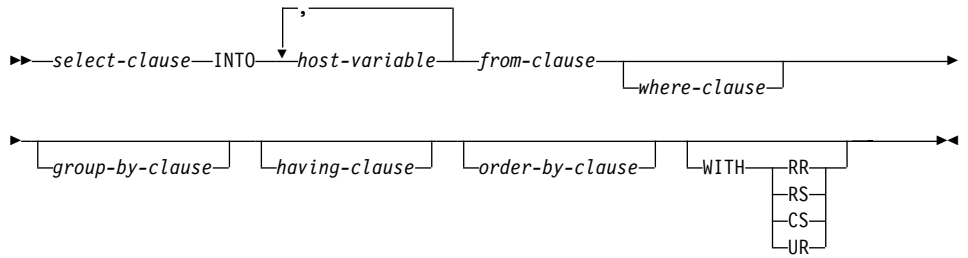 ,
select-clause INTO host-variable from-clause
where-clause
group-by-clause having-clause order-by-clause WITH RR
RS
CS
UR